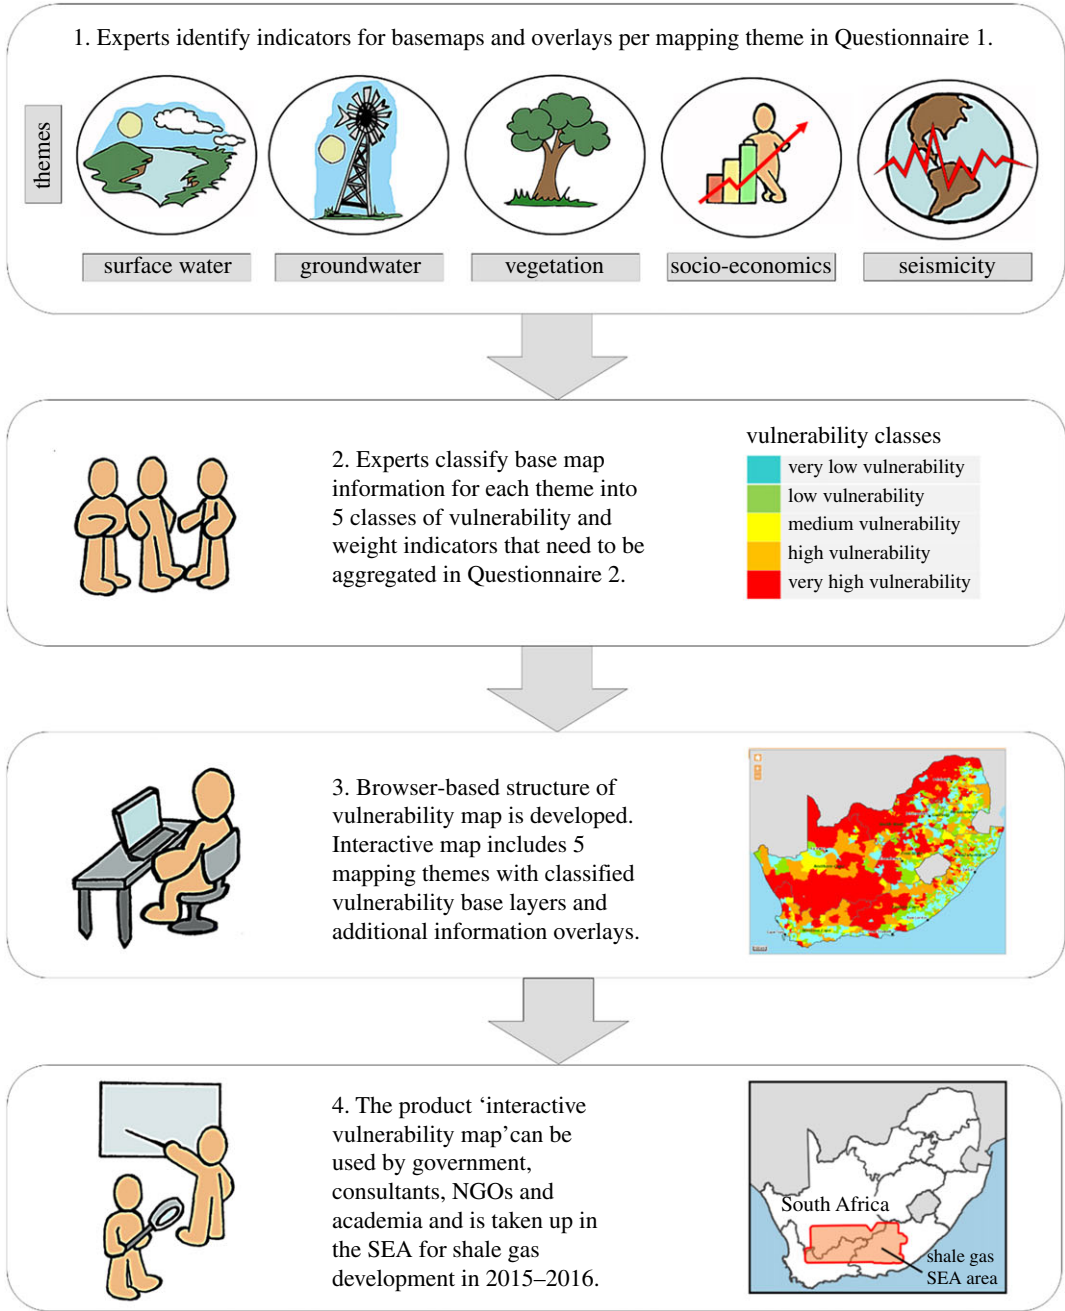 1. Experts identify indicators for basemaps and overlays per mapping theme in Questionnaire 1.
themes
surface water
groundwater
vegetation
socio-economics
seismicity
2. Experts classify base map
information for each theme into
5 classes of vulnerability and
weight indicators that need to be
aggregated in Questionnaire 2.
vulnerability classes
very low vulnerability
low vulnerability
medium vulnerability
high vulnerability
very high vulnerability
3. Browser-based structure of
vulnerability map is developed.
Interactive map includes 5
mapping themes with classified
vulnerability base layers and
additional information overlays.
4. The product ‘interactive
vulnerability map’can be
used by government,
consultants, NGOs and
academia and is taken up in
the SEA for shale gas
development in 2015–2016.
South Africa
shale gas
SEA area